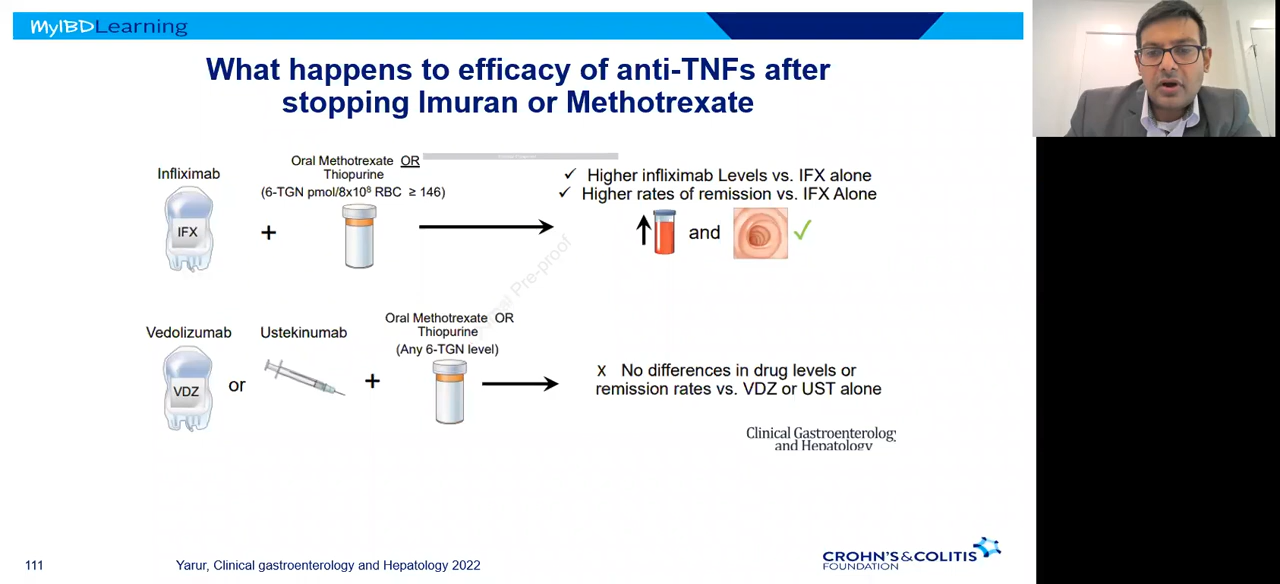 MyIBDLearning
What happens to efficacy of anti-TNFs after
stopping Imuran or Methotrexate
Infliximab
IFX
+
Oral Methotrexate OR
Thiopurine
(6-TGN pmol/8x10⁸ RBC ≥ 146)
✓ Higher infliximab Levels vs. IFX alone
✓ Higher rates of remission vs. IFX Alone
and
Pre-proof
Vedolizumab
VDZ
or
Ustekinumab
+
Oral Methotrexate OR
Thiopurine
(Any 6-TGN level)
x No differences in drug levels or
remission rates vs. VDZ or UST alone
Clinical Gastroenterology
and Hepatology
111
Yarur, Clinical gastroenterology and Hepatology 2022
CROHN'S&COLITIS
FOUNDATION